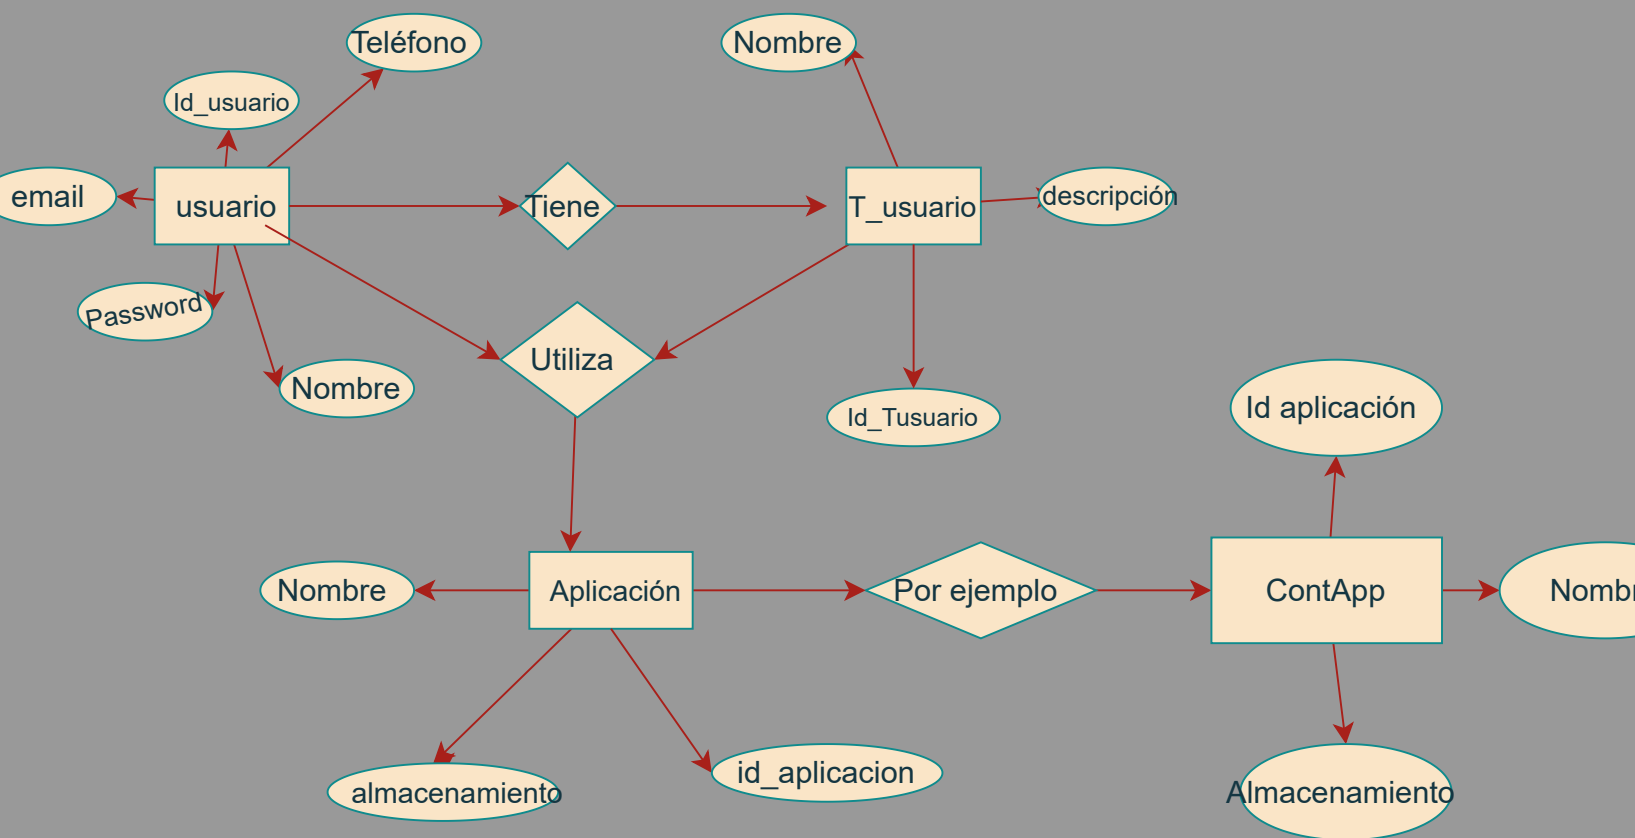 Teléfono
Nombre
Id_usuario
email
usuario
Tiene
T_usuario
descripción
Password
Nombre
Utiliza
Id_Tusuario
Id aplicación
Nombre
Aplicación
Por ejemplo
ContApp
almacenamiento
id_aplicacion
Almacenamiento